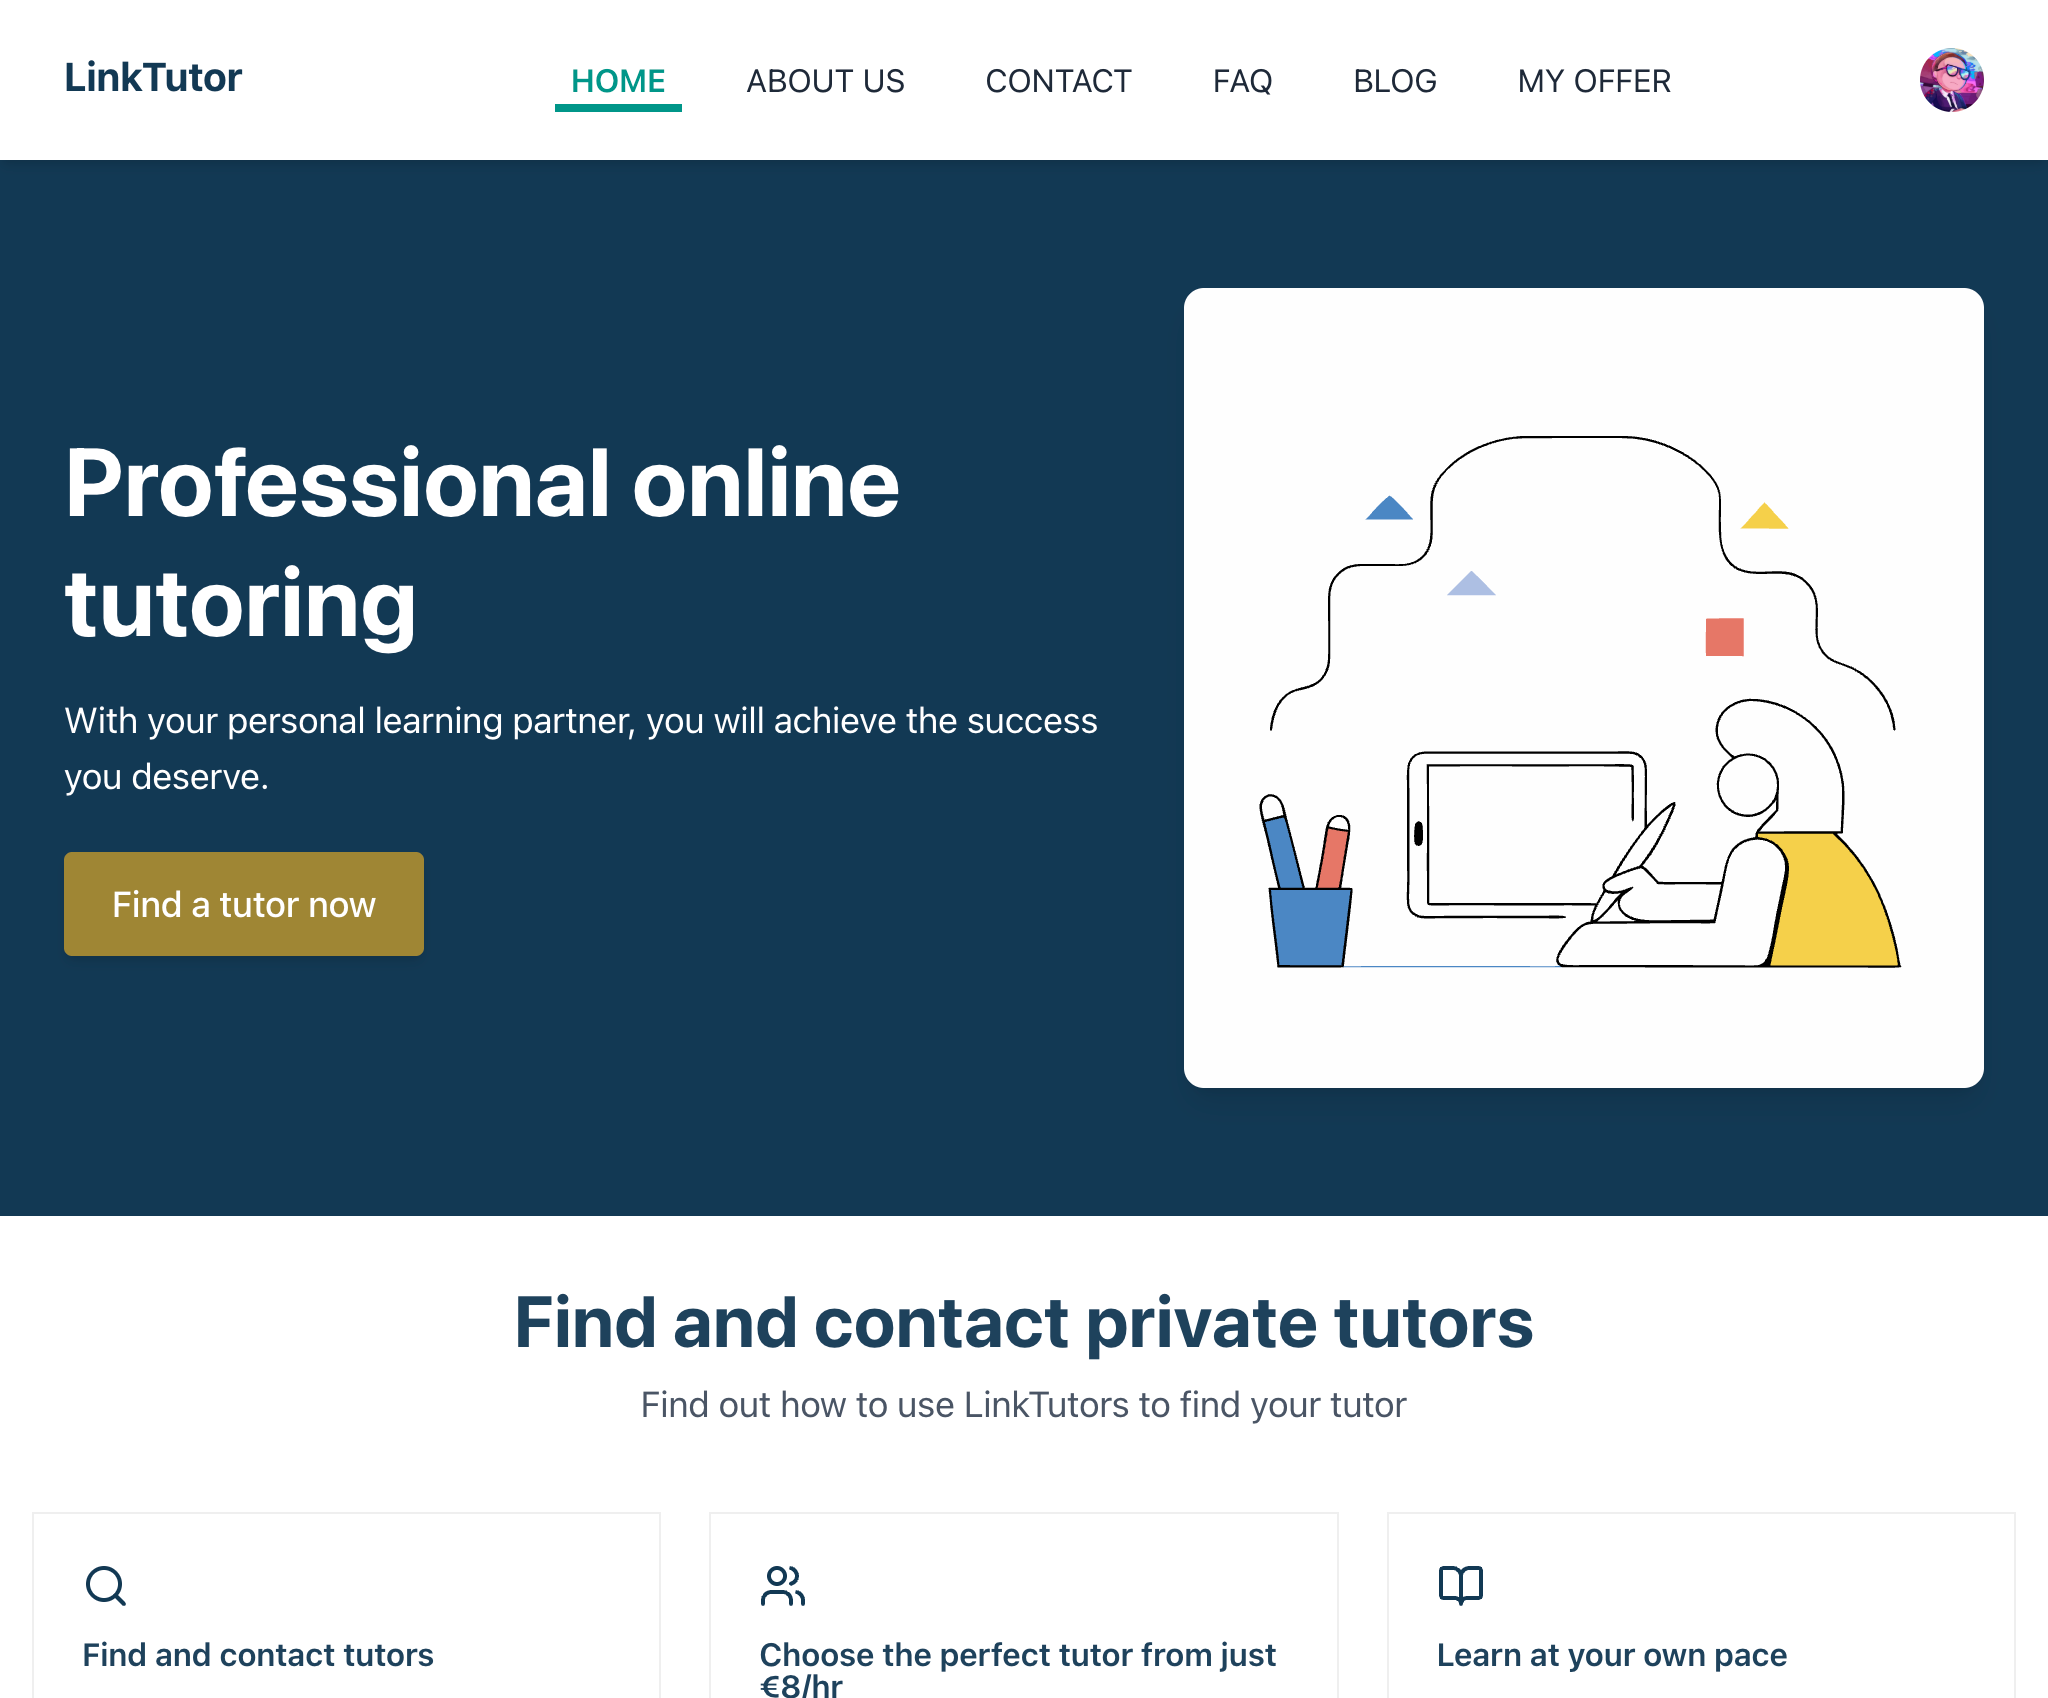 LinkTutor
HOME
ABOUT US
CONTACT
FAQ
BLOG
MY OFFER
Professional online
tutoring
With your personal learning partner, you will achieve the success
you deserve.
Find a tutor now
Find and contact private tutors
Find out how to use LinkTutors to find your tutor
Find and contact tutors
Choose the perfect tutor from just
€8/hr
Learn at your own pace